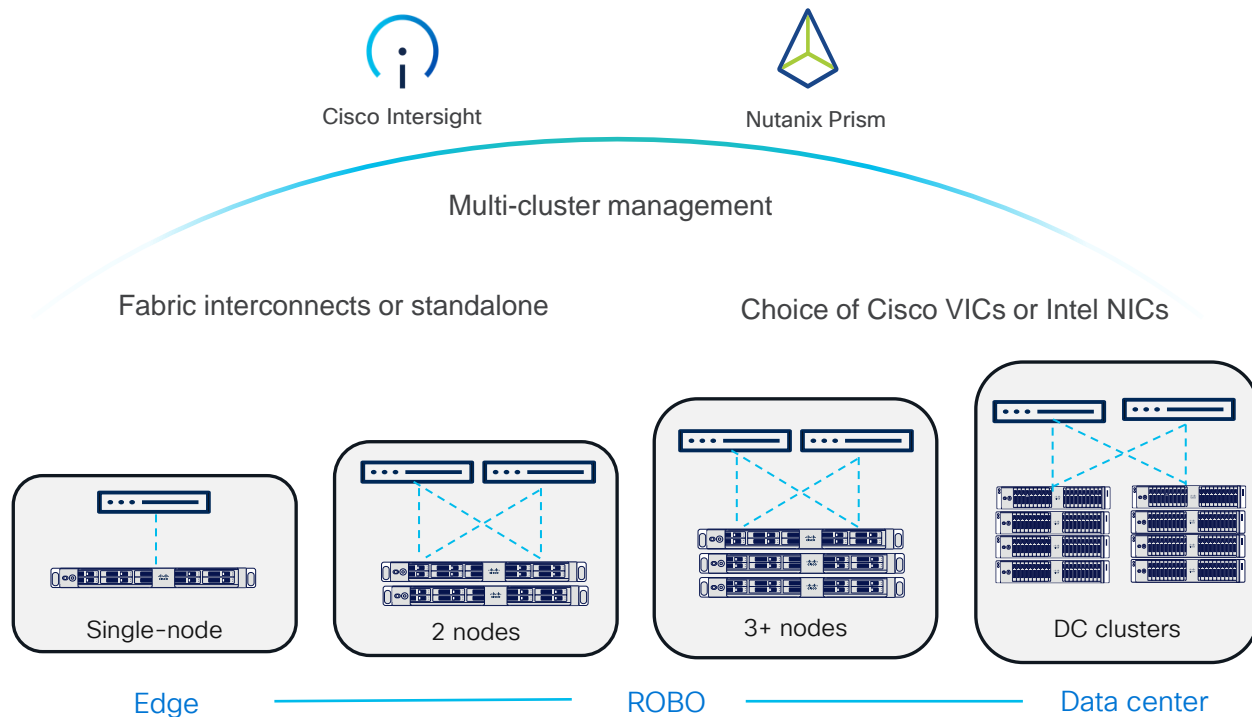 Cisco Intersight
Nutanix Prism
Multi-cluster management
Fabric interconnects or standalone
Choice of Cisco VICs or Intel NICs
Single-node
2 nodes
3+ nodes
DC clusters
Edge
ROBO
Data center